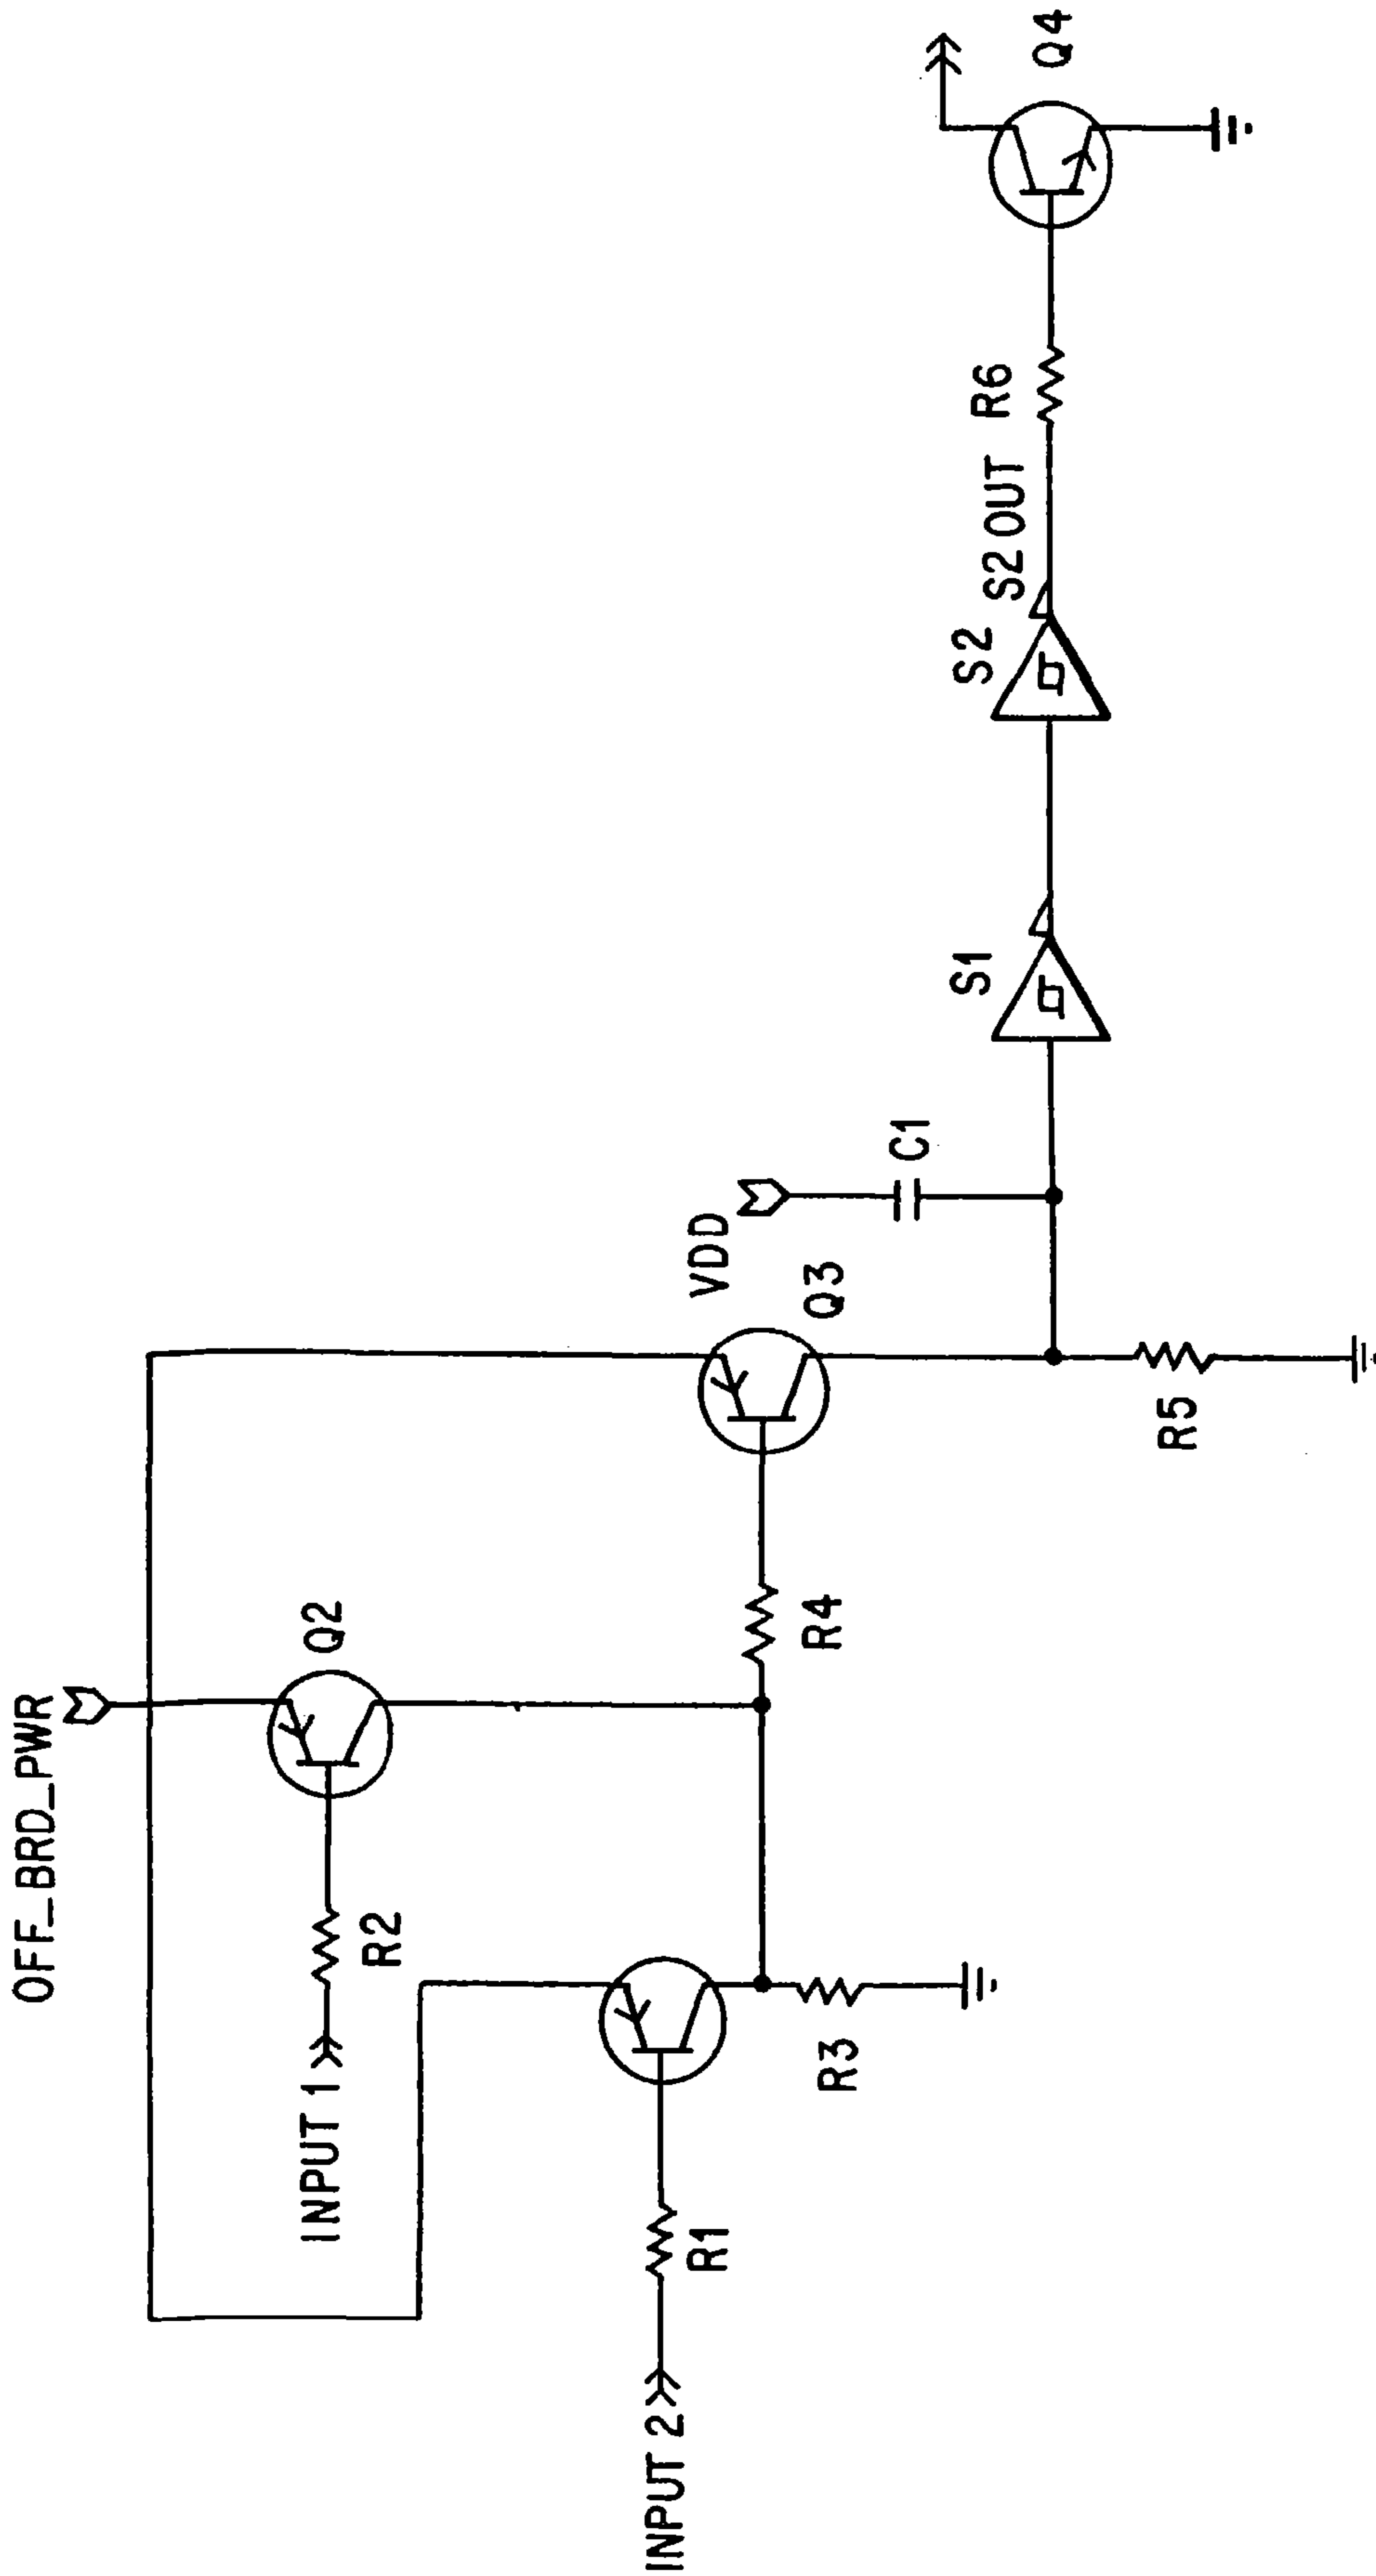 OFF_BRD_PWR
INPUT 1
R2
Q2
INPUT 2
R1
R3
R4
Q3
VDD
C1
R5
S1
S2
S2 OUT
R6
Q4